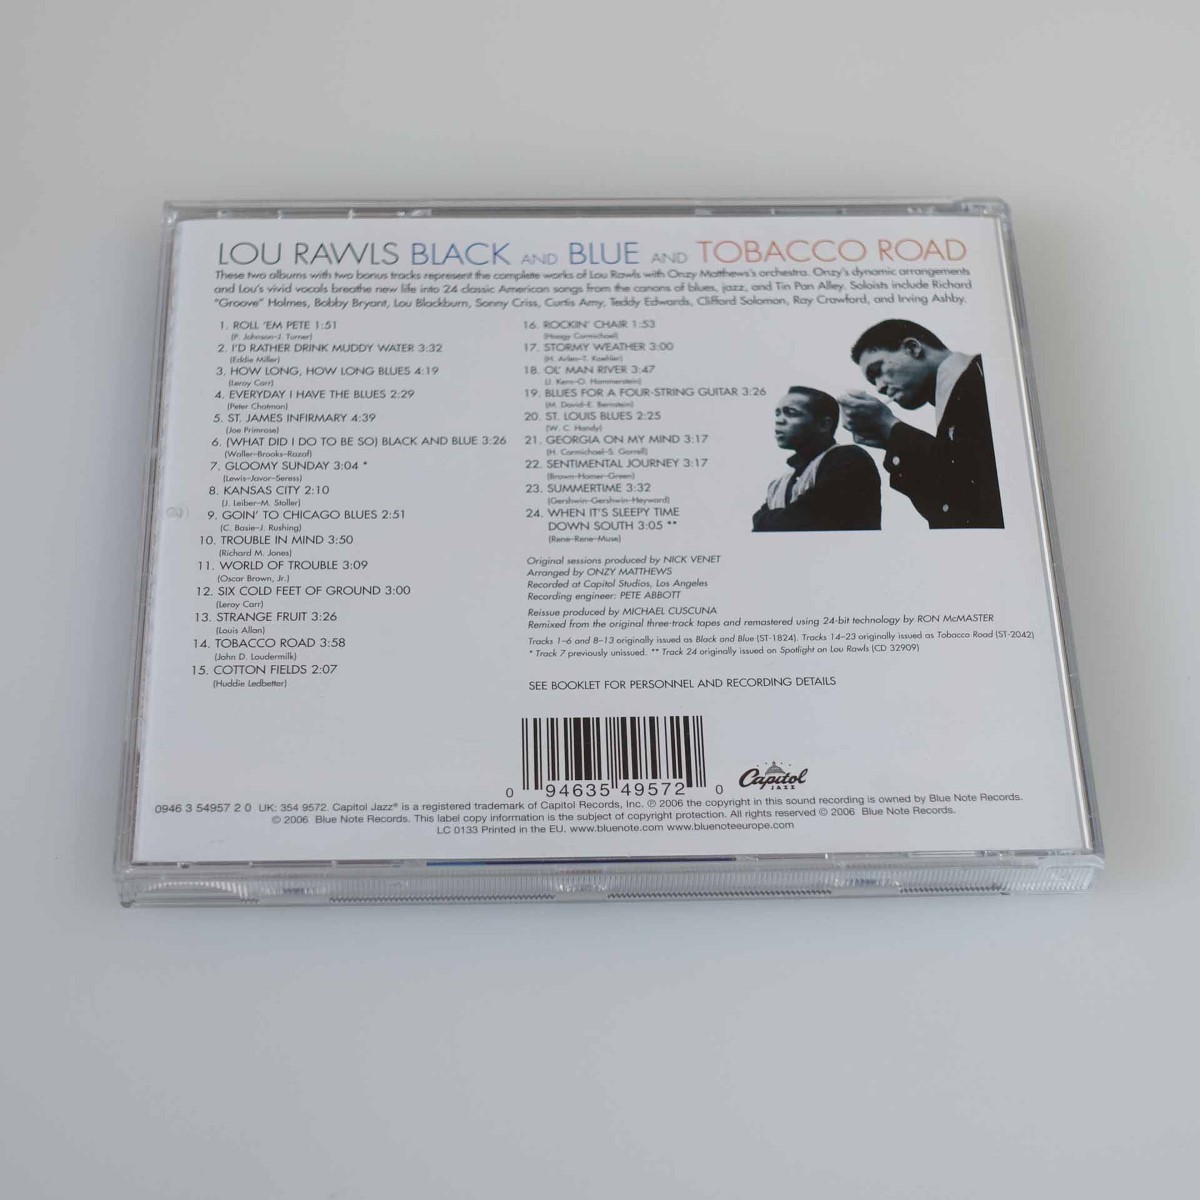 LOU RAWLS BLACK AND BLUE AND TOBACCO ROAD
These two albums with two bonus tracks represent the complete works of Lou Rawls with Onzy Matthews's orchestra. Onzy's dynamic arrangements
and Lou's vivid vocals breathe new life into 24 classic American songs from the canons of blues, jazz, and Tin Pan Alley. Soloists include Richard
"Groove" Holmes, Bobby Bryant, Lou Blackburn, Sonny Criss, Curtis Amy, Teddy Edwards, Clifford Solomon, Ray Crawford, and Irving Ashby.
1. ROLL 'EM PETE 1:51
(P. Johnson–J. Turner)
2. I'D RATHER DRINK MUDDY WATER 3:32
(Eddie Miller)
3. HOW LONG, HOW LONG BLUES 4:19
(Leroy Carr)
4. EVERYDAY I HAVE THE BLUES 2:29
(Peter Chatman)
5. ST. JAMES INFIRMARY 4:39
(Joe Primrose)
6. (WHAT DID I DO TO BE SO) BLACK AND BLUE 3:26
(Waller–Brooks–Razaf)
7. GLOOMY SUNDAY 3:04 *
(Lewis–Javor–Seress)
8. KANSAS CITY 2:10
(J. Leiber–M. Stoller)
9. GOIN' TO CHICAGO BLUES 2:51
(C. Basie–J. Rushing)
10. TROUBLE IN MIND 3:50
(Richard M. Jones)
11. WORLD OF TROUBLE 3:09
(Oscar Brown, Jr.)
12. SIX COLD FEET OF GROUND 3:00
(Leroy Carr)
13. STRANGE FRUIT 3:26
(Louis Allan)
14. TOBACCO ROAD 3:58
(John D. Loudermilk)
15. COTTON FIELDS 2:07
(Huddie Ledbetter)
16. ROCKIN' CHAIR 1:53
(Hoagy Carmichael)
17. STORMY WEATHER 3:00
(H. Arlen–T. Koehler)
18. OL' MAN RIVER 3:47
(J. Kern–O. Hammerstein)
19. BLUES FOR A FOUR-STRING GUITAR 3:26
(M. David–E. Bernstein)
20. ST. LOUIS BLUES 2:25
(W. C. Handy)
21. GEORGIA ON MY MIND 3:17
(H. Carmichael–S. Gorrell)
22. SENTIMENTAL JOURNEY 3:17
(Brown–Homer–Green)
23. SUMMERTIME 3:32
(Gershwin–Gershwin–Heyward)
24. WHEN IT'S SLEEPY TIME
DOWN SOUTH 3:05 **
(Rene–Rene–Muse)
Original sessions produced by NICK VENET
Arranged by ONZY MATTHEWS
Recorded at Capitol Studios, Los Angeles
Recording engineer: PETE ABBOTT
Reissue produced by MICHAEL CUSCUNA
Remixed from the original three-track tapes and remastered using 24-bit technology by RON McMASTER
Tracks 1–6 and 8–13 originally issued as Black and Blue (ST-1824). Tracks 14–23 originally issued as Tobacco Road (ST-2042)
* Track 7 previously unissued. ** Track 24 originally issued on Spotlight on Lou Rawls (CD 32909)
SEE BOOKLET FOR PERSONNEL AND RECORDING DETAILS
0 94635 49572 0
Capitol
JAZZ
0946 3 54957 2 0 UK: 354 9572. Capitol Jazz® is a registered trademark of Capitol Records, Inc. ℗ 2006 the copyright in this sound recording is owned by Blue Note Records.
© 2006 Blue Note Records. This label copy information is the subject of copyright protection. All rights reserved © 2006 Blue Note Records.
LC 0133 Printed in the EU. www.bluenote.com www.bluenoteeurope.com